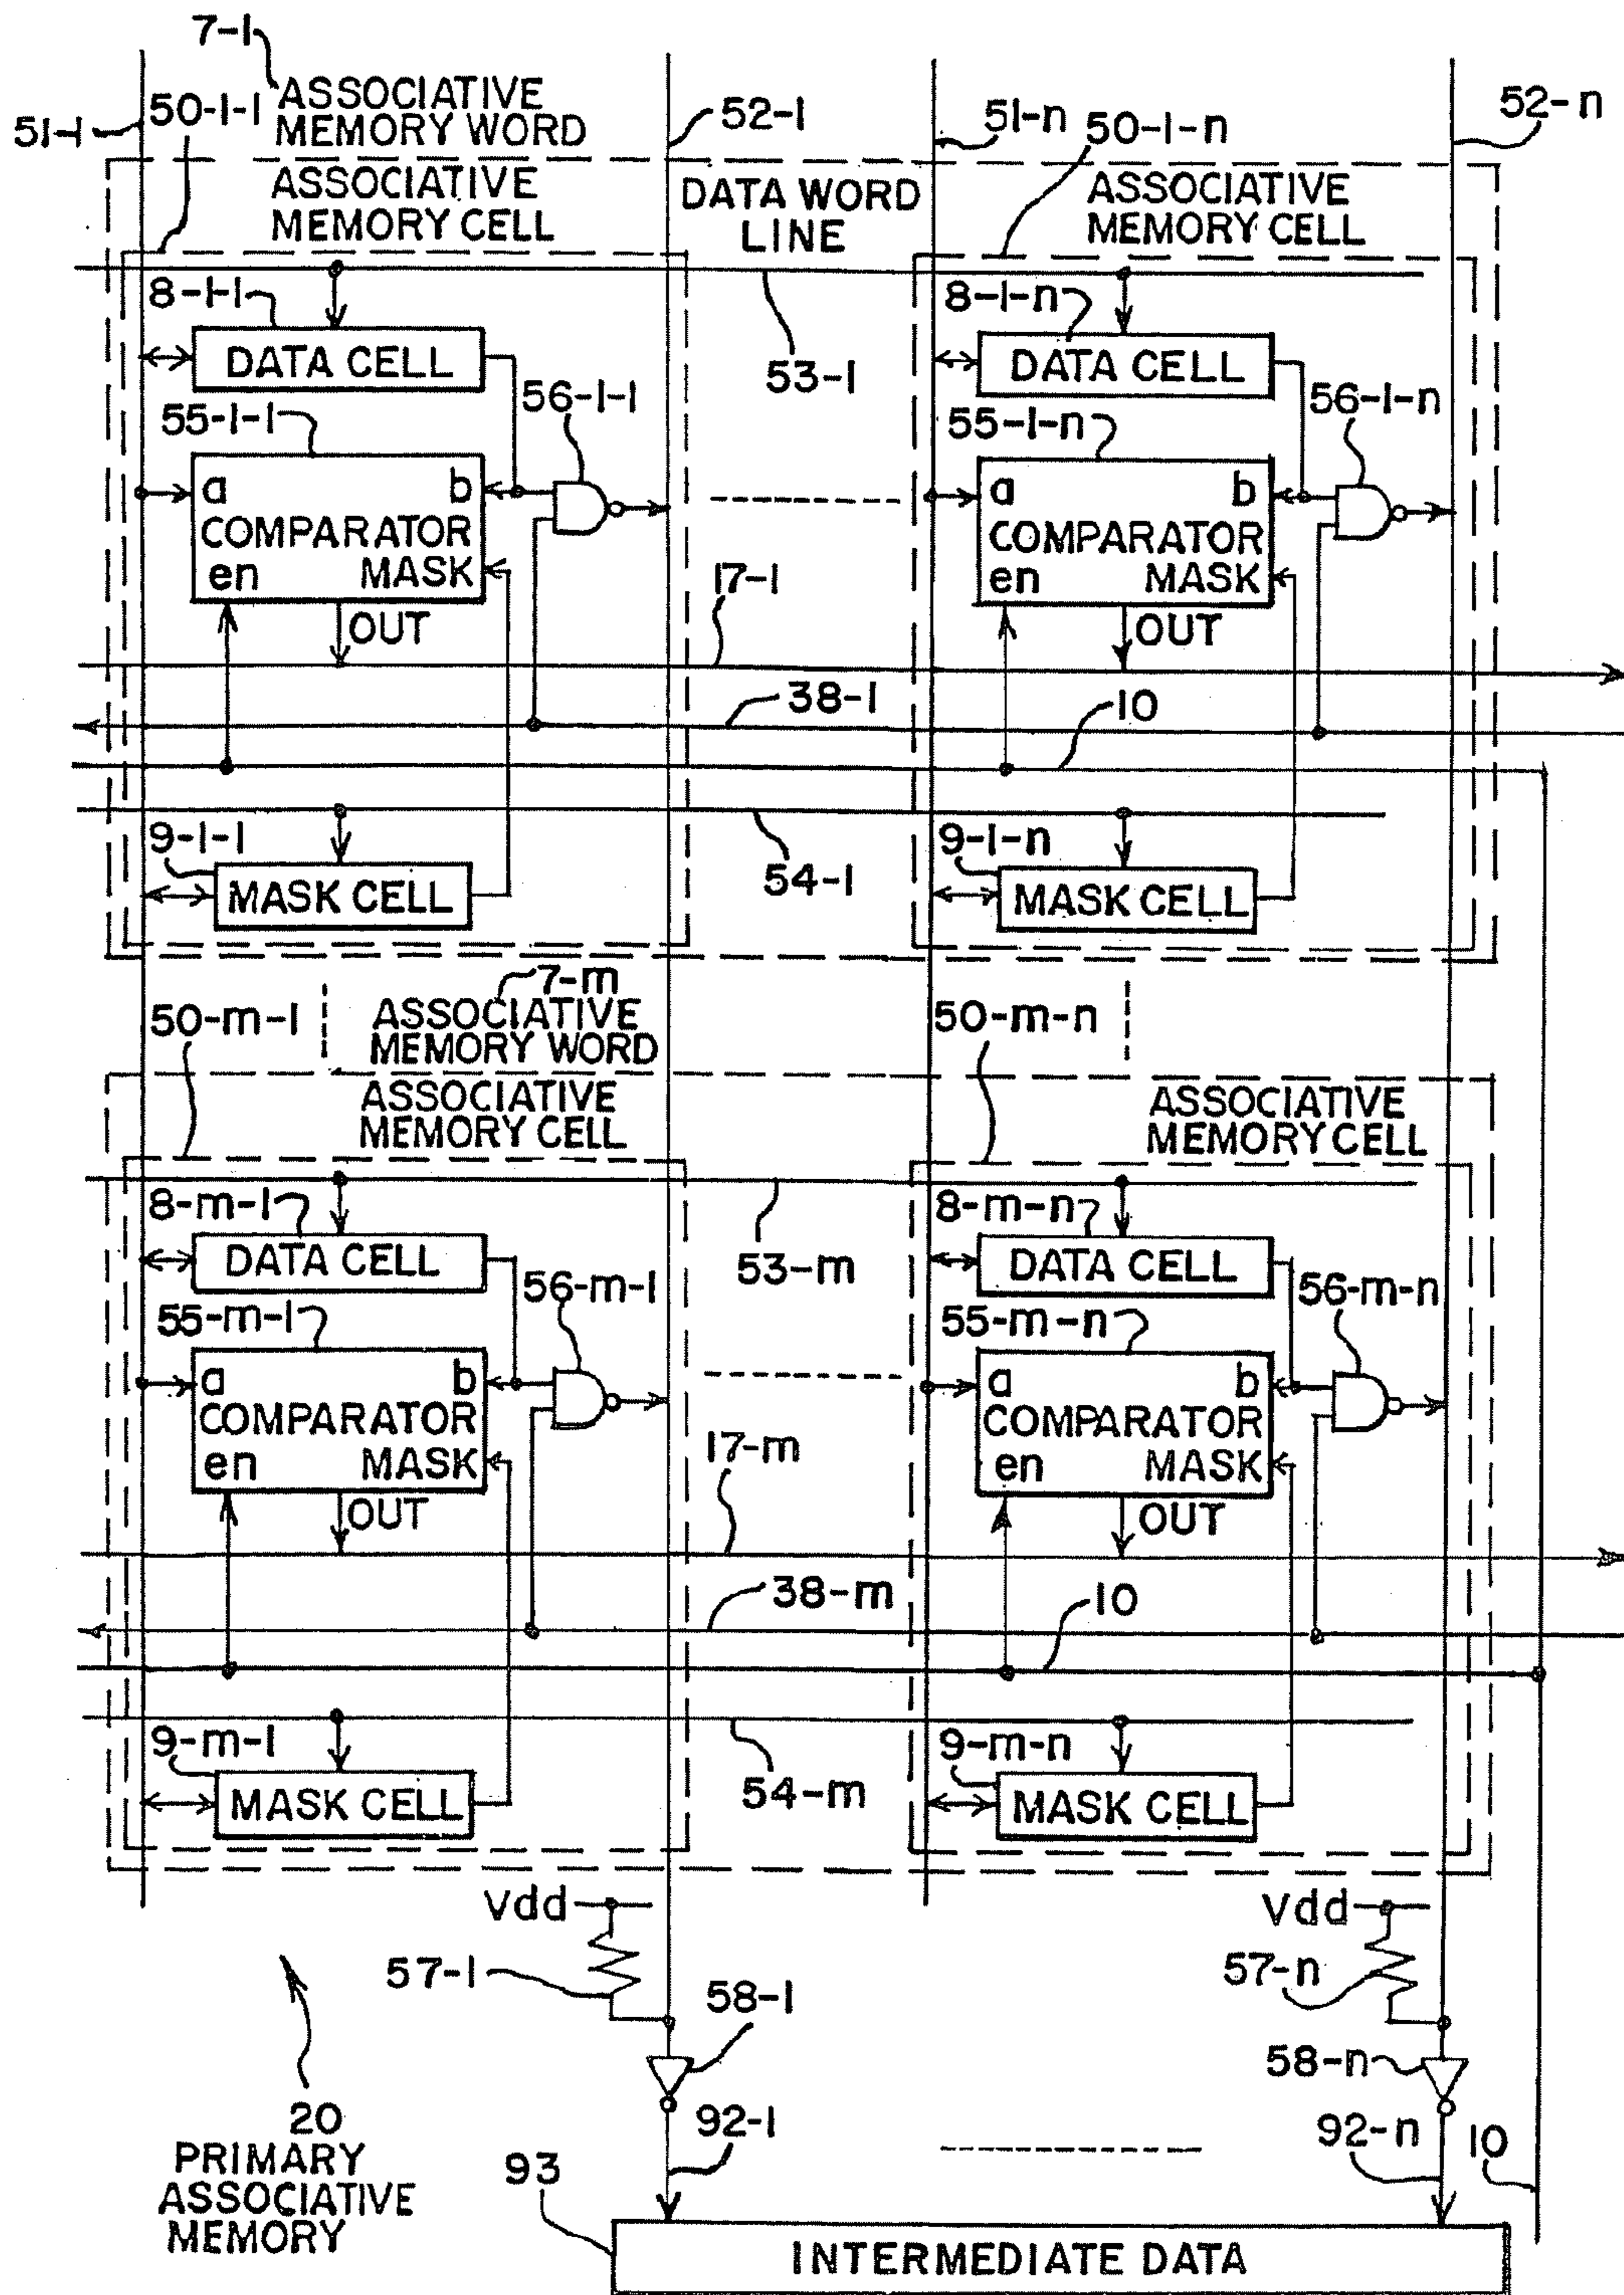 7-1
ASSOCIATIVE
MEMORY WORD
50-1-1
51-1
52-1
51-n
50-1-n
52-n
ASSOCIATIVE
MEMORY CELL
DATA WORD
LINE
ASSOCIATIVE
MEMORY CELL
8-1-1
DATA CELL
53-1
8-1-n
DATA CELL
55-1-1
56-1-1
55-1-n
56-1-n
a b
COMPARATOR
en MASK
OUT
a b
COMPARATOR
en MASK
OUT
17-1
38-1
10
9-1-1
MASK CELL
54-1
9-1-n
MASK CELL
7-m
50-m-1
ASSOCIATIVE
MEMORY WORD
50-m-n
ASSOCIATIVE
MEMORY CELL
ASSOCIATIVE
MEMORY CELL
8-m-1
DATA CELL
53-m
8-m-n
DATA CELL
55-m-1
56-m-1
55-m-n
56-m-n
a b
COMPARATOR
en MASK
OUT
a b
COMPARATOR
en MASK
OUT
17-m
38-m
10
9-m-1
MASK CELL
54-m
9-m-n
MASK CELL
Vdd
57-1
58-1
Vdd
57-n
58-n
92-1
92-n
10
20
PRIMARY
ASSOCIATIVE
MEMORY
93
INTERMEDIATE DATA